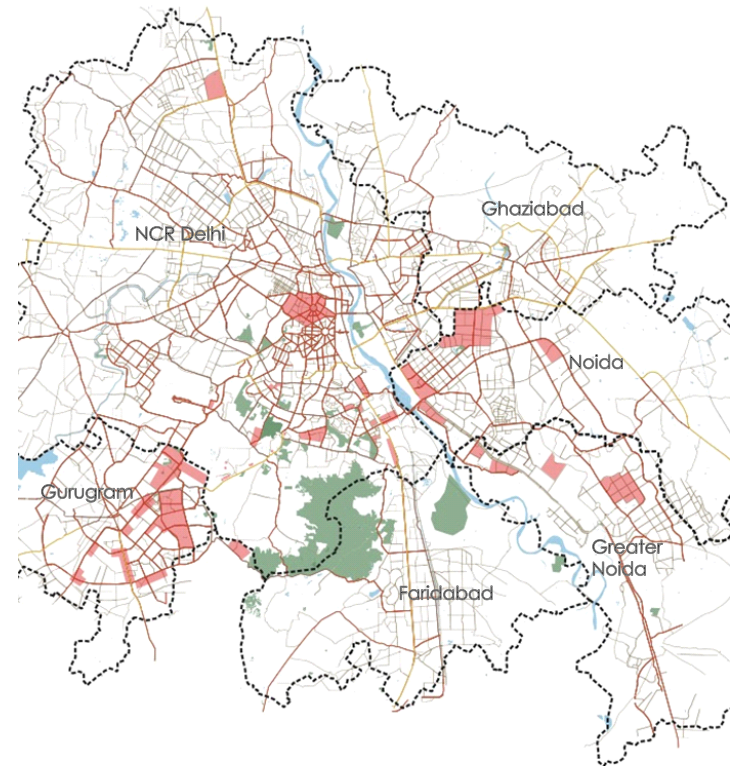 Ghaziabad
NCR Delhi
Noida
Gurugram
Greater
Noida
Faridabad